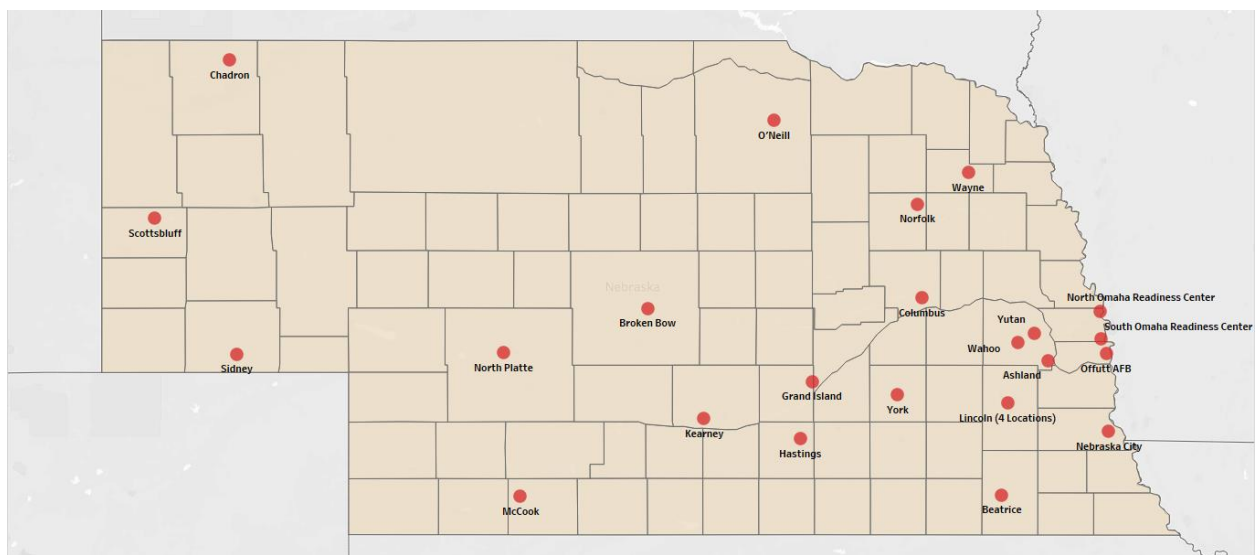 Chadron
O'Neill
Wayne
Norfolk
Scottsbluff
Nebraska
North Omaha Readiness Center
Columbus
Broken Bow
Yutan
South Omaha Readiness Center
Wahoo
Sidney
North Platte
Ashland
Offutt AFB
Grand Island
York
Lincoln (4 Locations)
Kearney
Nebraska City
Hastings
McCook
Beatrice